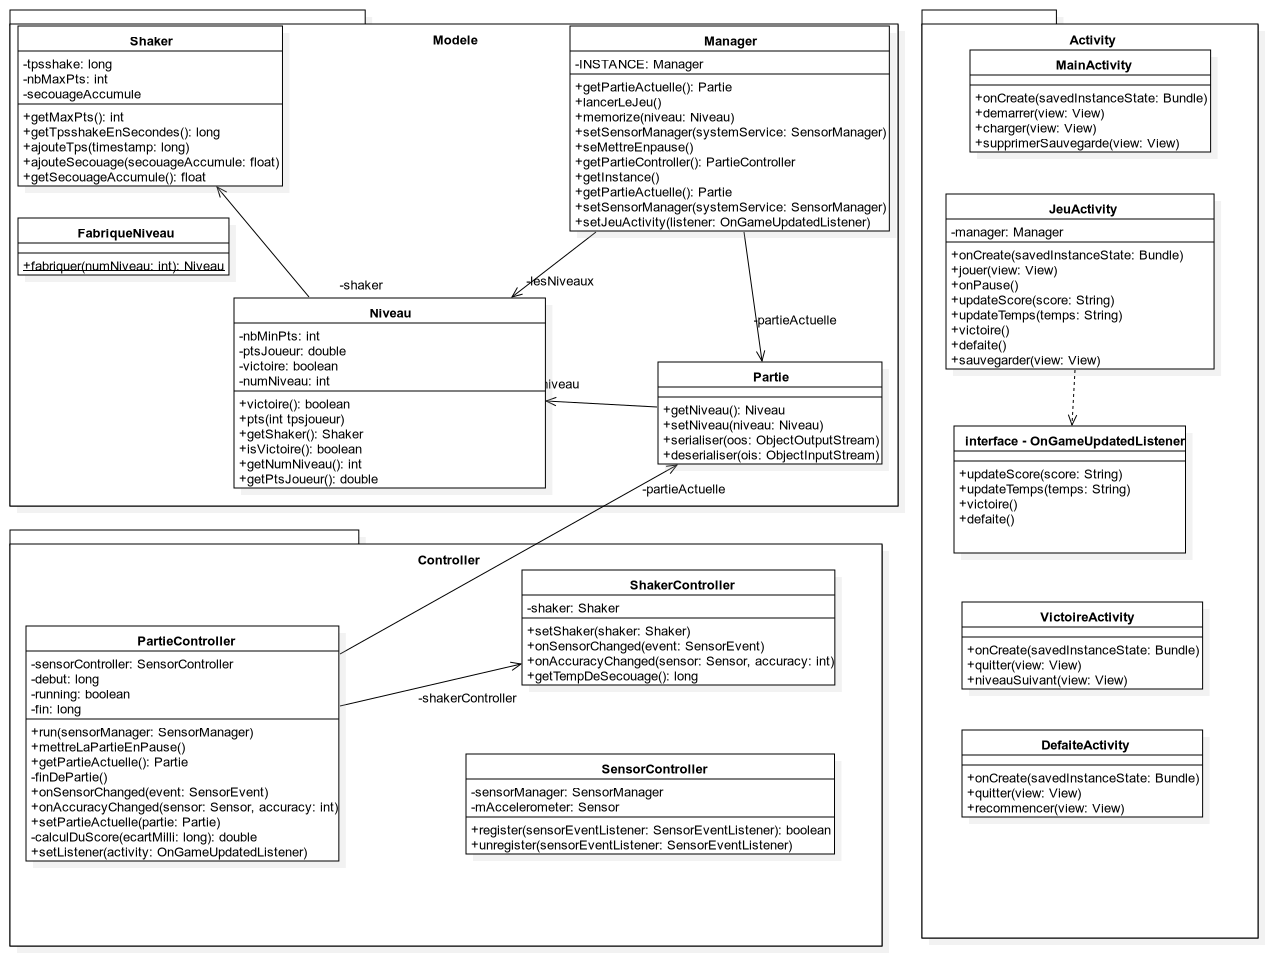 Modele
Shaker
-tpsshake: long
-nbMaxPts: int
-secouageAccumule
+getMaxPts(): int
+getTpsshakeEnSecondes(): long
+ajouteTps(timestamp: long)
+ajouteSecouage(secouageAccumule: float)
+getSecouageAccumule(): float
Manager
-INSTANCE: Manager
+getPartieActuelle(): Partie
+lancerLeJeu()
+memorize(niveau: Niveau)
+setSensorManager(systemService: SensorManager)
+seMettreEnpause()
+getPartieController(): PartieController
+getInstance()
+getPartieActuelle(): Partie
+setSensorManager(systemService: SensorManager)
+setJeuActivity(listener: OnGameUpdatedListener)
FabriqueNiveau
+fabriquer(numNiveau: int): Niveau
-shaker
-lesNiveaux
-partieActuelle
Niveau
-nbMinPts: int
-ptsJoueur: double
-victoire: boolean
-numNiveau: int
+victoire(): boolean
+pts(int tpsjoueur)
+getShaker(): Shaker
+isVictoire(): boolean
+getNumNiveau(): int
+getPtsJoueur(): double
niveau
Partie
+getNiveau(): Niveau
+setNiveau(niveau: Niveau)
+serialiser(oos: ObjectOutputStream)
+deserialiser(ois: ObjectInputStream)
-partieActuelle
Controller
PartieController
-sensorController: SensorController
-debut: long
-running: boolean
-fin: long
+run(sensorManager: SensorManager)
+mettreLaPartieEnPause()
+getPartieActuelle(): Partie
-finDePartie()
+onSensorChanged(event: SensorEvent)
+onAccuracyChanged(sensor: Sensor, accuracy: int)
+setPartieActuelle(partie: Partie)
-calculDuScore(ecartMilli: long): double
+setListener(activity: OnGameUpdatedListener)
-shakerController
ShakerController
-shaker: Shaker
+setShaker(shaker: Shaker)
+onSensorChanged(event: SensorEvent)
+onAccuracyChanged(sensor: Sensor, accuracy: int)
+getTempDeSecouage(): long
SensorController
-sensorManager: SensorManager
-mAccelerometer: Sensor
+register(sensorEventListener: SensorEventListener): boolean
+unregister(sensorEventListener: SensorEventListener)
Activity
MainActivity
+onCreate(savedInstanceState: Bundle)
+demarrer(view: View)
+charger(view: View)
+supprimerSauvegarde(view: View)
JeuActivity
-manager: Manager
+onCreate(savedInstanceState: Bundle)
+jouer(view: View)
+onPause()
+updateScore(score: String)
+updateTemps(temps: String)
+victoire()
+defaite()
+sauvegarder(view: View)
interface - OnGameUpdatedListener
+updateScore(score: String)
+updateTemps(temps: String)
+victoire()
+defaite()
VictoireActivity
+onCreate(savedInstanceState: Bundle)
+quitter(view: View)
+niveauSuivant(view: View)
DefaiteActivity
+onCreate(savedInstanceState: Bundle)
+quitter(view: View)
+recommencer(view: View)